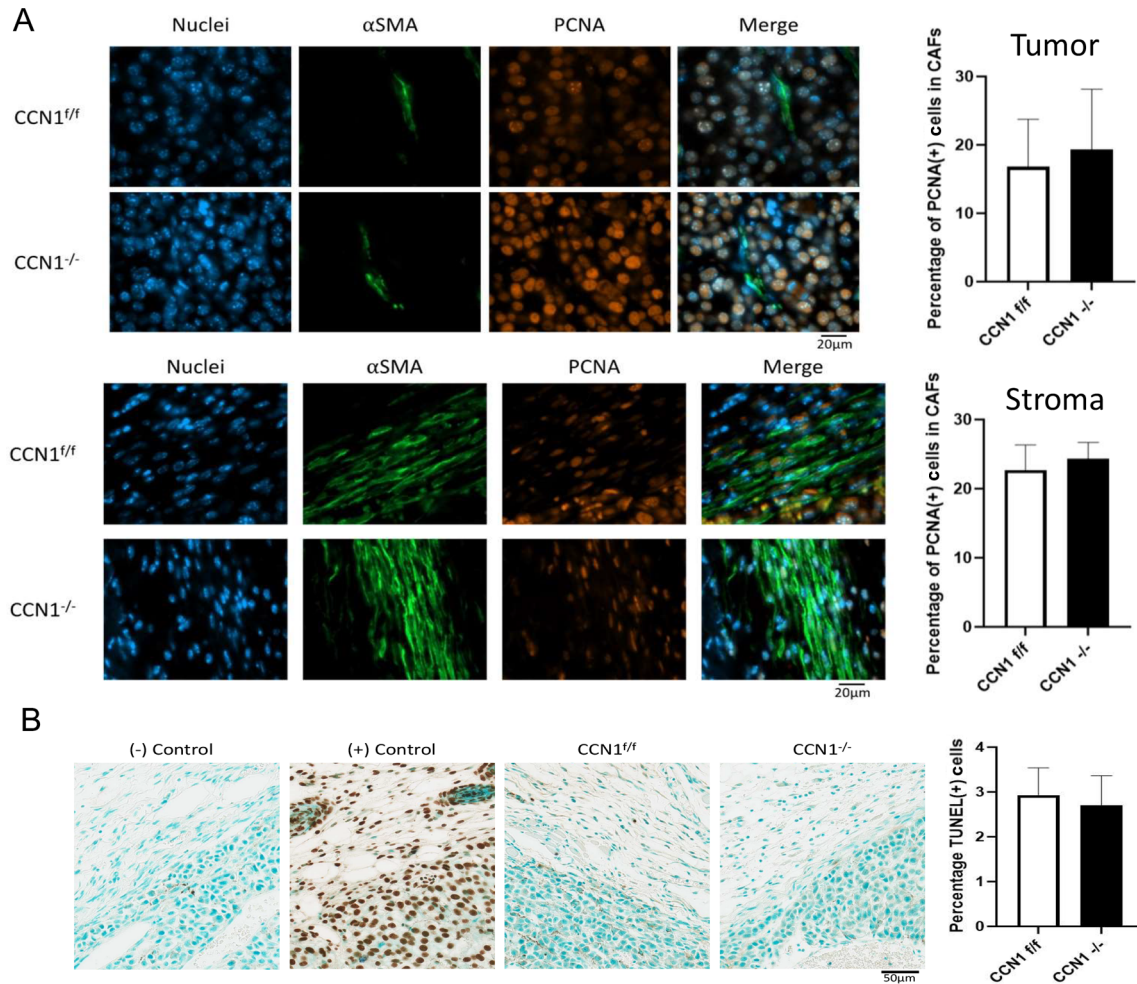 A
Nuclei αSMA PCNA Merge
CCN1f/f
CCN1-/-
20μm
Tumor
Percentage of PCNA(+) cells in CAFs
30
20
10
0
CCN1 f/f
CCN1 -/-
Nuclei αSMA PCNA Merge
CCN1f/f
CCN1-/-
20μm
Stroma
Percentage of PCNA(+) cells in CAFs
30
20
10
0
CCN1 f/f
CCN1 -/-
B
(-) Control (+) Control CCN1f/f CCN1-/-
50μm
Percentage TUNEL(+) cells
4
3
2
1
0
CCN1 f/f
CCN1 -/-